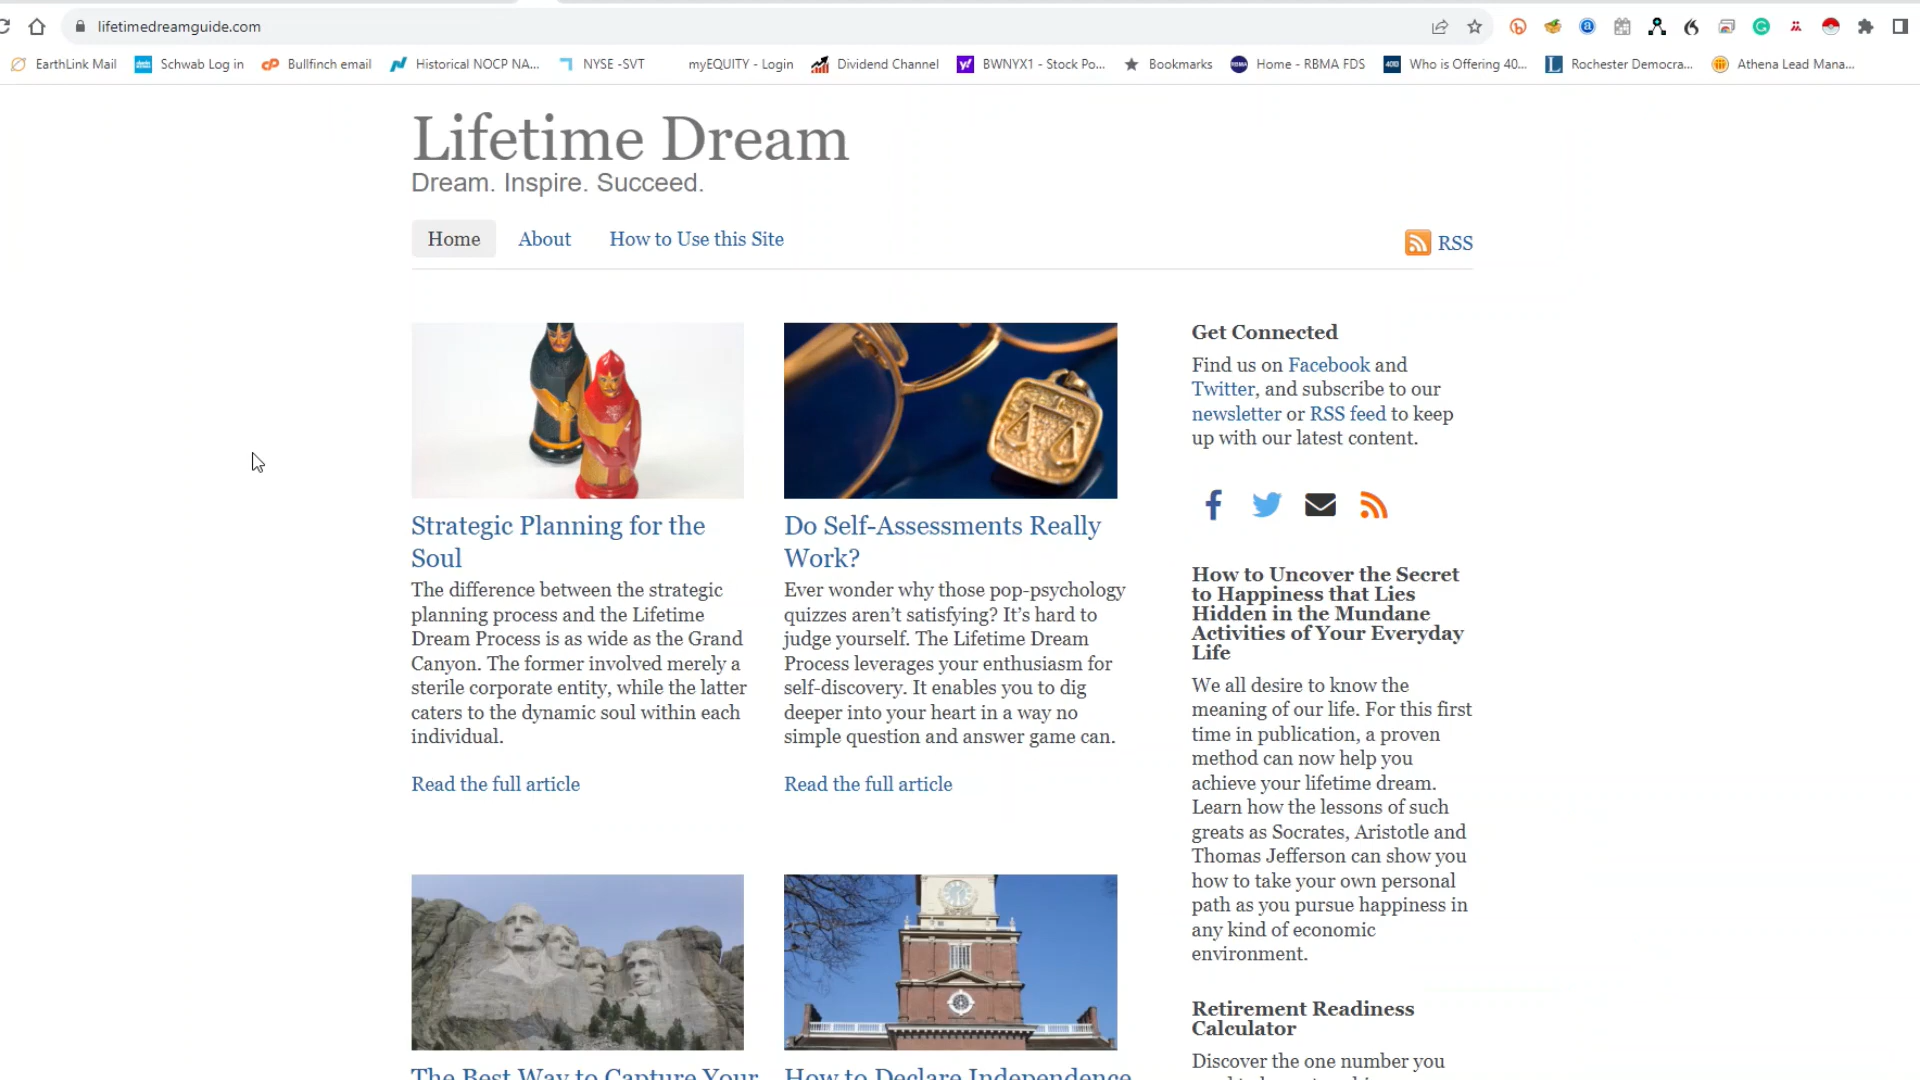 lifetimedreamguide.com
EarthLink Mail
Schwab Log in
Bullfinch email
Historical NOCP NA...
NYSE -SVT
myEQUITY - Login
Dividend Channel
BWNYX1 - Stock Po...
Bookmarks
Home - RBMA FDS
Who is Offering 40...
Rochester Democra...
Athena Lead Mana...
Lifetime Dream
Dream. Inspire. Succeed.
Home
About
How to Use this Site
RSS
Strategic Planning for the
Soul
The difference between the strategic
planning process and the Lifetime
Dream Process is as wide as the Grand
Canyon. The former involved merely a
sterile corporate entity, while the latter
caters to the dynamic soul within each
individual.
Read the full article
Do Self-Assessments Really
Work?
Ever wonder why those pop-psychology
quizzes aren’t satisfying? It’s hard to
judge yourself. The Lifetime Dream
Process leverages your enthusiasm for
self-discovery. It enables you to dig
deeper into your heart in a way no
simple question and answer game can.
Read the full article
The Best Way to Capture Your
How to Declare Independence
Get Connected
Find us on Facebook and
Twitter, and subscribe to our
newsletter or RSS feed to keep
up with our latest content.
How to Uncover the Secret
to Happiness that Lies
Hidden in the Mundane
Activities of Your Everyday
Life
We all desire to know the
meaning of our life. For this first
time in publication, a proven
method can now help you
achieve your lifetime dream.
Learn how the lessons of such
greats as Socrates, Aristotle and
Thomas Jefferson can show you
how to take your own personal
path as you pursue happiness in
any kind of economic
environment.
Retirement Readiness
Calculator
Discover the one number you